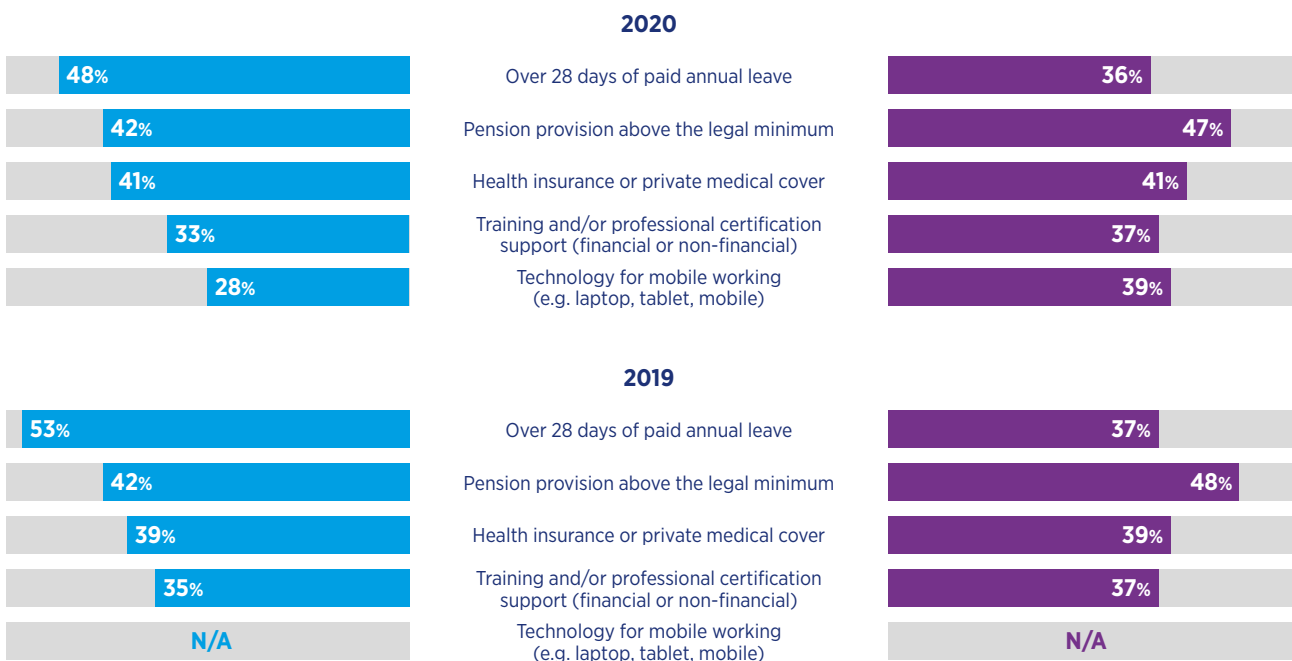 2020
48% Over 28 days of paid annual leave 36%
42% Pension provision above the legal minimum 47%
41% Health insurance or private medical cover 41%
33% Training and/or professional certification
support (financial or non-financial) 37%
28% Technology for mobile working
(e.g. laptop, tablet, mobile) 39%
2019
53% Over 28 days of paid annual leave 37%
42% Pension provision above the legal minimum 48%
39% Health insurance or private medical cover 39%
35% Training and/or professional certification
support (financial or non-financial) 37%
N/A Technology for mobile working
(e.g. laptop, tablet, mobile) N/A